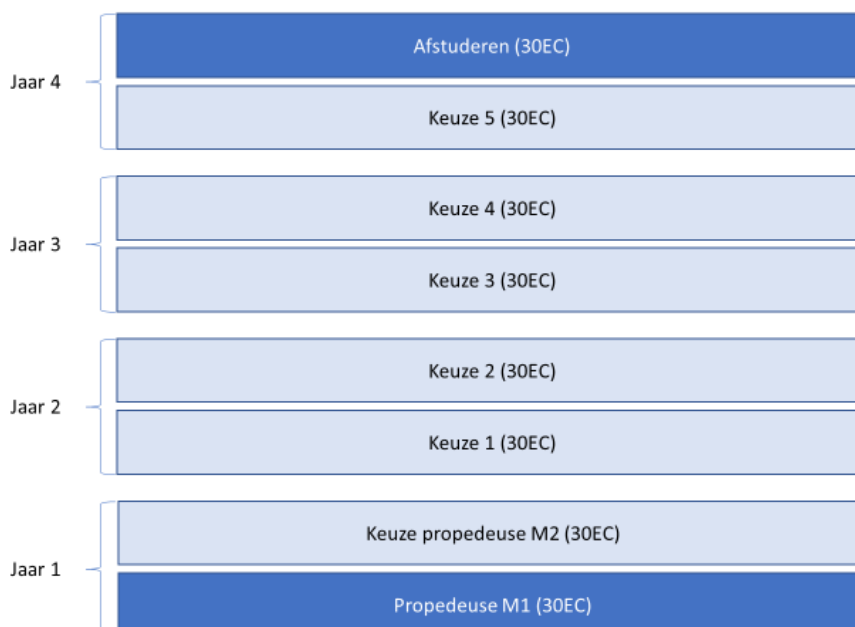 Afstuderen (30EC)
Jaar 4
Keuze 5 (30EC)
Keuze 4 (30EC)
Jaar 3
Keuze 3 (30EC)
Keuze 2 (30EC)
Jaar 2
Keuze 1 (30EC)
Keuze propedeuse M2 (30EC)
Jaar 1
Propedeuse M1 (30EC)